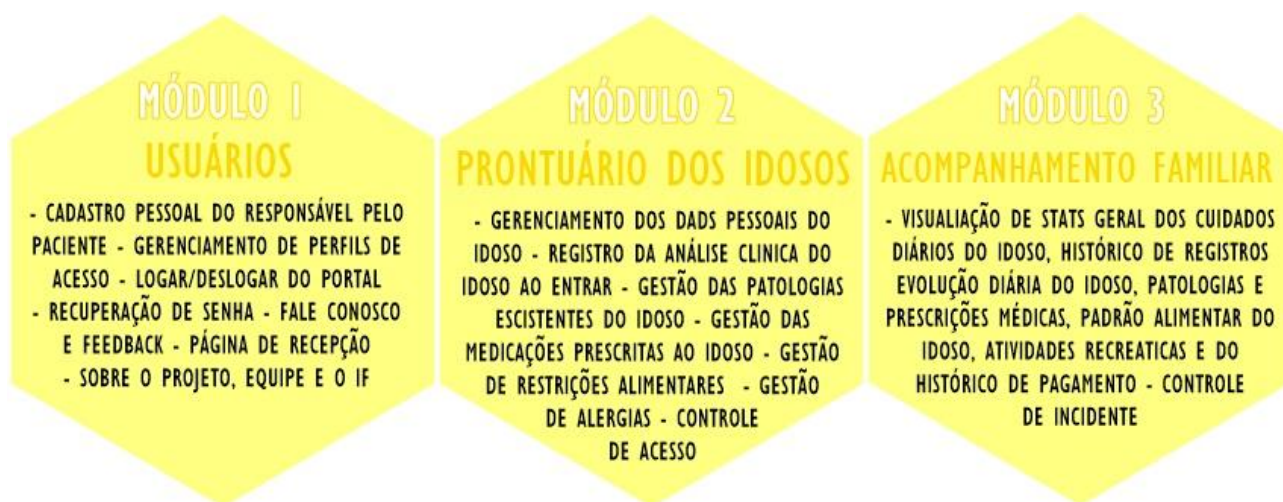 MÓDULO 1
USUÁRIOS
- CADASTRO PESSOAL DO RESPONSÁVEL PELO
PACIENTE - GERENCIAMENTO DE PERFILS DE
ACESSO - LOGAR/DESLOGAR DO PORTAL
- RECUPERAÇÃO DE SENHA - FALE CONOSCO
E FEEDBACK - PÁGINA DE RECEPÇÃO
- SOBRE O PROJETO, EQUIPE E O IF
MÓDULO 2
PRONTUÁRIO DOS IDOSOS
- GERENCIAMENTO DOS DADS PESSOAIS DO
IDOSO - REGISTRO DA ANÁLISE CLINICA DO
IDOSO AO ENTRAR - GESTÃO DAS PATOLOGIAS
ESCISTENTES DO IDOSO - GESTÃO DAS
MEDICAÇÕES PRESCRITAS AO IDOSO - GESTÃO
DE RESTRIÇÕES ALIMENTARES - GESTÃO
DE ALERGIAS - CONTROLE
DE ACESSO
MÓDULO 3
ACOMPANHAMENTO FAMILIAR
- VISUALIAÇÃO DE STATS GERAL DOS CUIDADOS
DIÁRIOS DO IDOSO, HISTÓRICO DE REGISTROS
EVOLUÇÃO DIÁRIA DO IDOSO, PATOLOGIAS E
PRESCRIÇÕES MÉDICAS, PADRÃO ALIMENTAR DO
IDOSO, ATIVIDADES RECREATICAS E DO
HISTÓRICO DE PAGAMENTO - CONTROLE
DE INCIDENTE